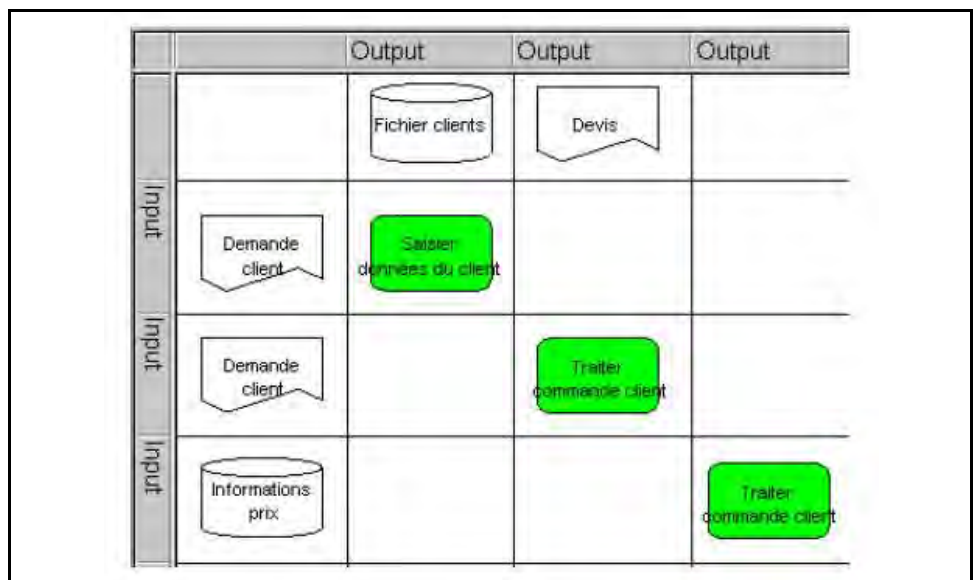 Output Output Output
Fichier clients
Devis
Input
Demande
client
Saisier
données du client
Input
Demande
client
Traiter
commande client
Input
Informations
prix
Traiter
commande client